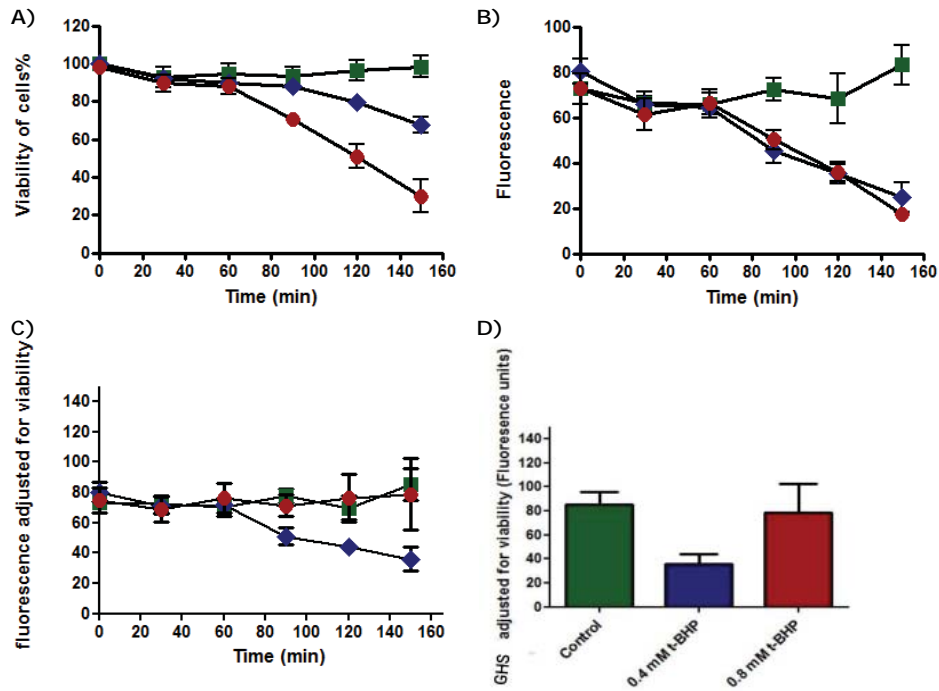 A)
Viability of cells%
120
100
80
60
40
20
0
0 20 40 60 80 100 120 140 160
Time (min)
B)
Fluorescence
100
80
60
40
20
0
0 20 40 60 80 100 120 140 160
Time (min)
C)
fluorescence adjusted for viability
140
120
100
80
60
40
20
0
0 20 40 60 80 100 120 140 160
Time (min)
D)
GHS adjusted for viability (Fluoresence units)
140
120
100
80
60
40
20
0
Control
0.4 mM t-BHP
0.8 mM t-BHP